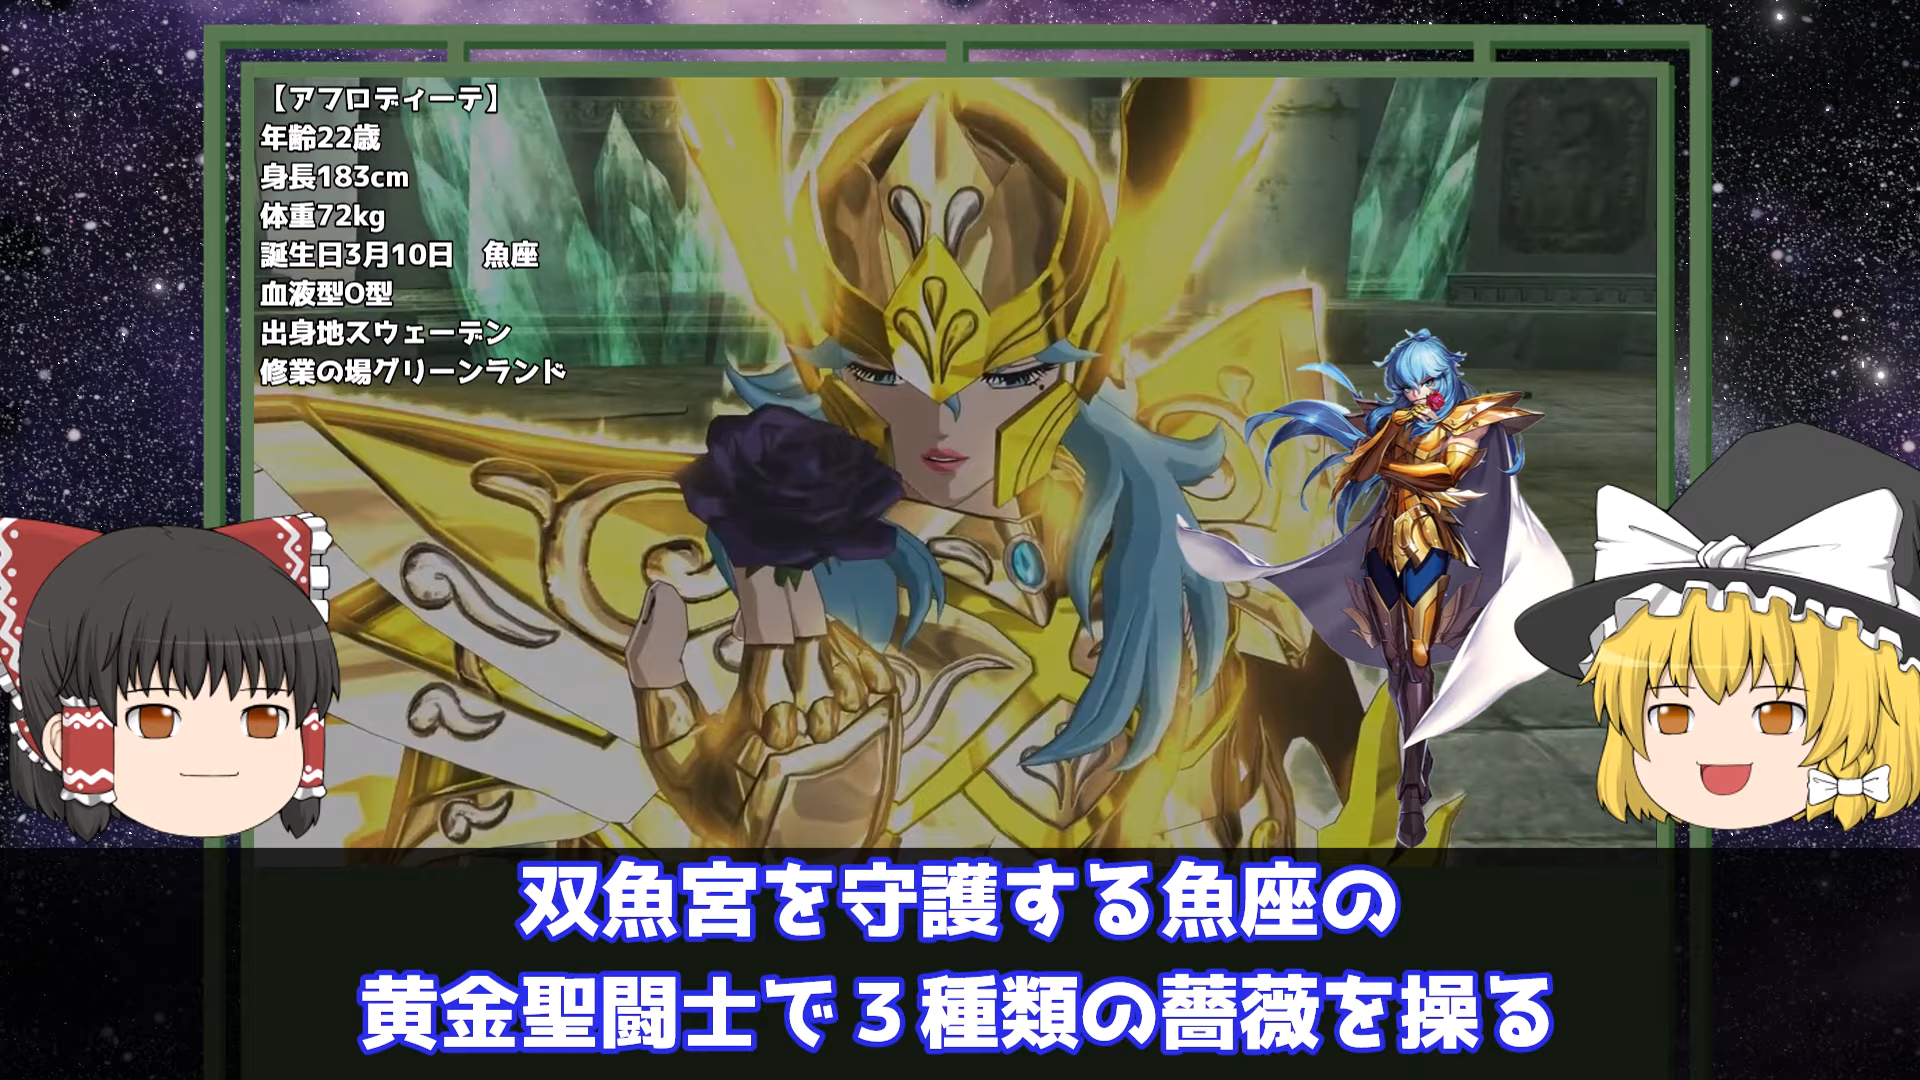 【アフロディーテ】
年齢22歳
身長183cm
体重72kg
誕生日3月10日　魚座
血液型O型
出身地スウェーデン
修業の場グリーンランド
双魚宮を守護する魚座の
黄金聖闘士で３種類の薔薇を操る